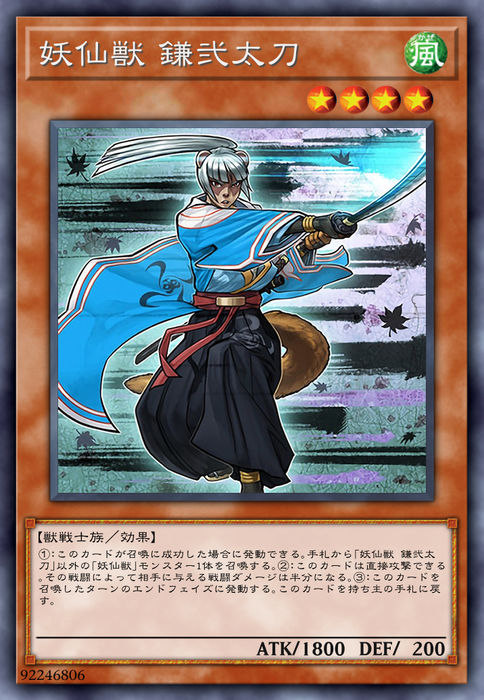 妖仙獣 鎌弐太刀
かぜ
風
【獣戦士族／効果】
①：このカードが召喚に成功した場合に発動できる。手札から「妖仙獣 鎌弐太
刀」以外の「妖仙獣」モンスター1体を召喚する。②：このカードは直接攻撃できる
。その戦闘によって相手に与える戦闘ダメージは半分になる。③：このカードを
召喚したターンのエンドフェイズに発動する。このカードを持ち主の手札に戻
す。
ATK/1800 DEF/ 200
92246806